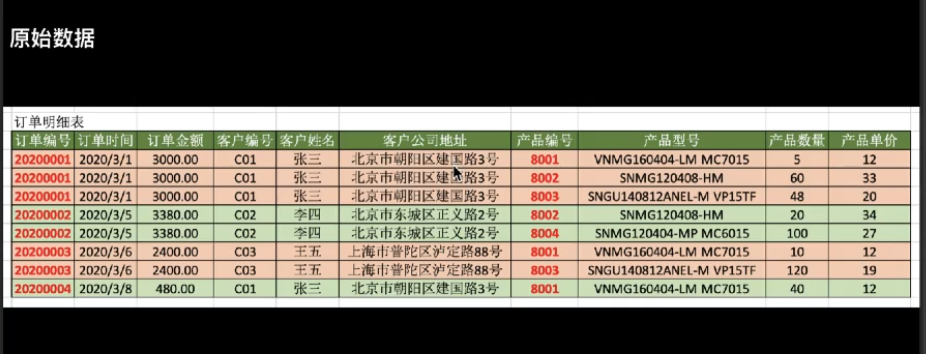 原始数据
订单明细表
订单编号 订单时间 订单金额 客户编号 客户姓名 客户公司地址 产品编号 产品型号 产品数量 产品单价
20200001 2020/3/1 3000.00 C01 张三 北京市朝阳区建国路3号 8001 VNMG160404-LM MC7015 5 12
20200001 2020/3/1 3000.00 C01 张三 北京市朝阳区建国路3号 8002 SNMG120408-HM 60 33
20200001 2020/3/1 3000.00 C01 张三 北京市朝阳区建国路3号 8003 SNGU140812ANEL-M VP15TF 48 20
20200002 2020/3/5 3380.00 C02 李四 北京市东城区正义路2号 8002 SNMG120408-HM 20 34
20200002 2020/3/5 3380.00 C02 李四 北京市东城区正义路2号 8004 SNMG120404-MP MC6015 100 27
20200003 2020/3/6 2400.00 C03 王五 上海市普陀区泸定路88号 8001 VNMG160404-LM MC7015 10 12
20200003 2020/3/6 2400.00 C03 王五 上海市普陀区泸定路88号 8003 SNGU140812ANEL-M VP15TF 120 19
20200004 2020/3/8 480.00 C01 张三 北京市朝阳区建国路3号 8001 VNMG160404-LM MC7015 40 12